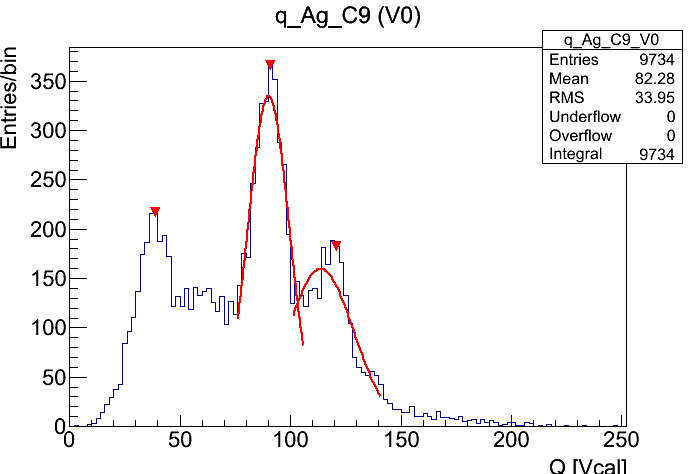 q_Ag_C9 (V0)
q_Ag_C9_V0
Entries 9734
Mean 82.28
RMS 33.95
Underflow 0
Overflow 0
Integral 9734
Entries/bin
350
300
250
200
150
100
50
0
0 50 100 150 200 250
Q [Vcal]